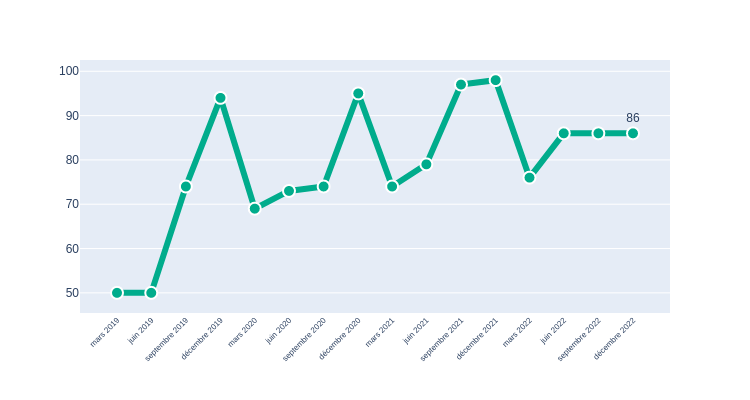 100
90
80
70
60
50
86
mars 2019
juin 2019
septembre 2019
décembre 2019
mars 2020
juin 2020
septembre 2020
décembre 2020
mars 2021
juin 2021
septembre 2021
décembre 2021
mars 2022
juin 2022
septembre 2022
décembre 2022